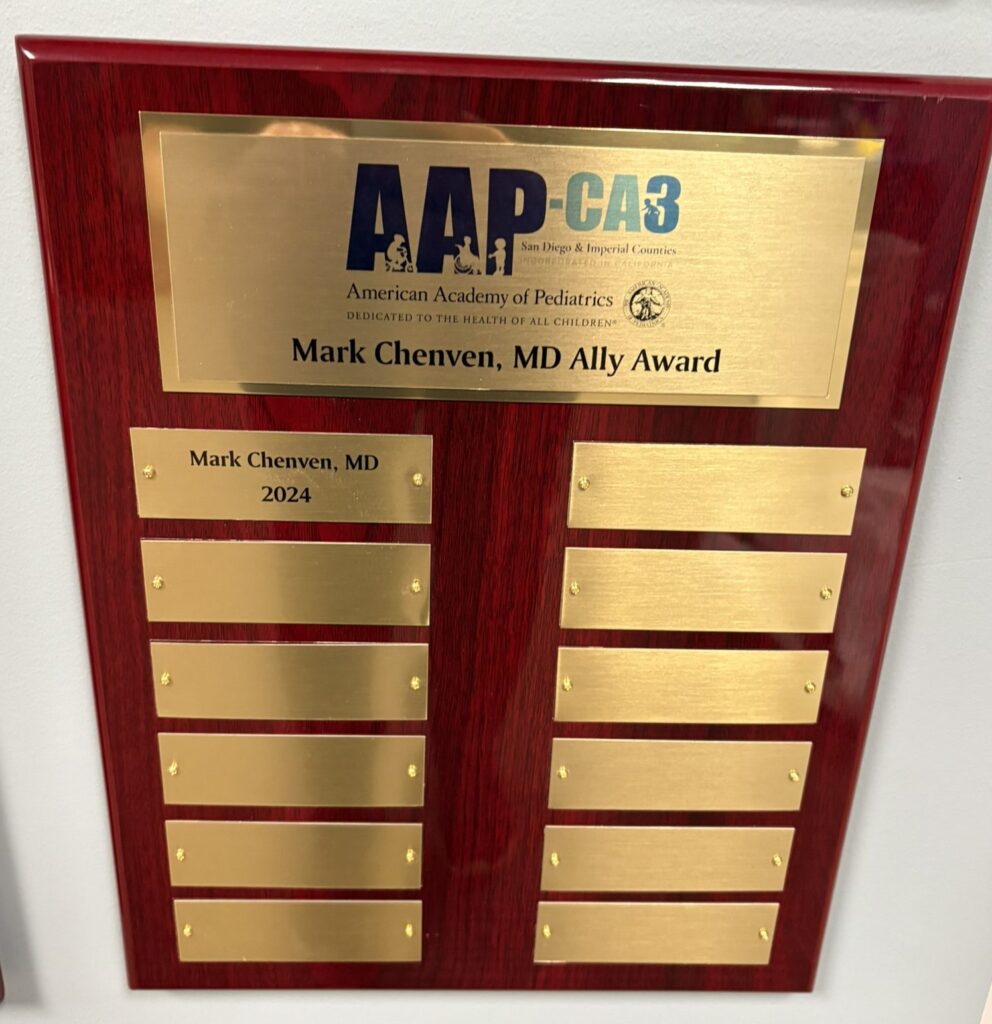 AAP-CA3
San Diego & Imperial Counties
INCORPORATED IN CALIFORNIA
American Academy of Pediatrics
DEDICATED TO THE HEALTH OF ALL CHILDREN®
Mark Chenven, MD Ally Award
Mark Chenven, MD
2024